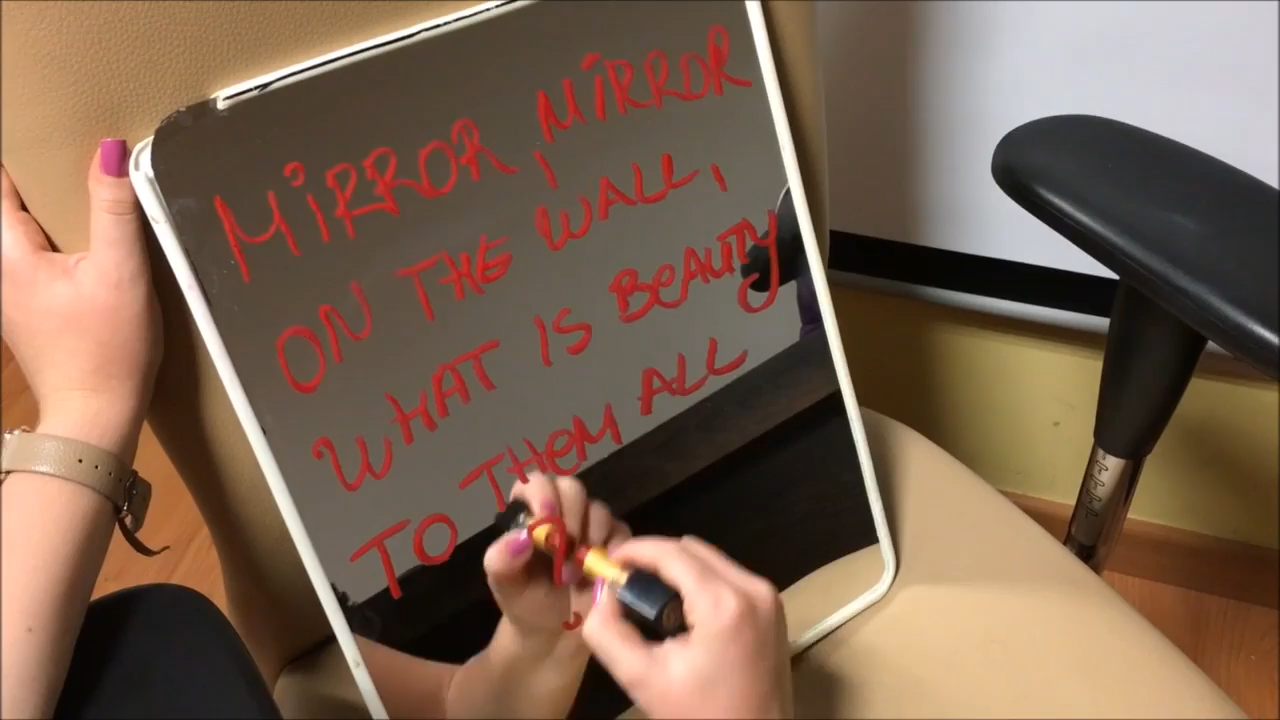 MiRROR, MiRROR
ON THE WALL,
WHAT IS BEAUTY
TO THEM ALL
?